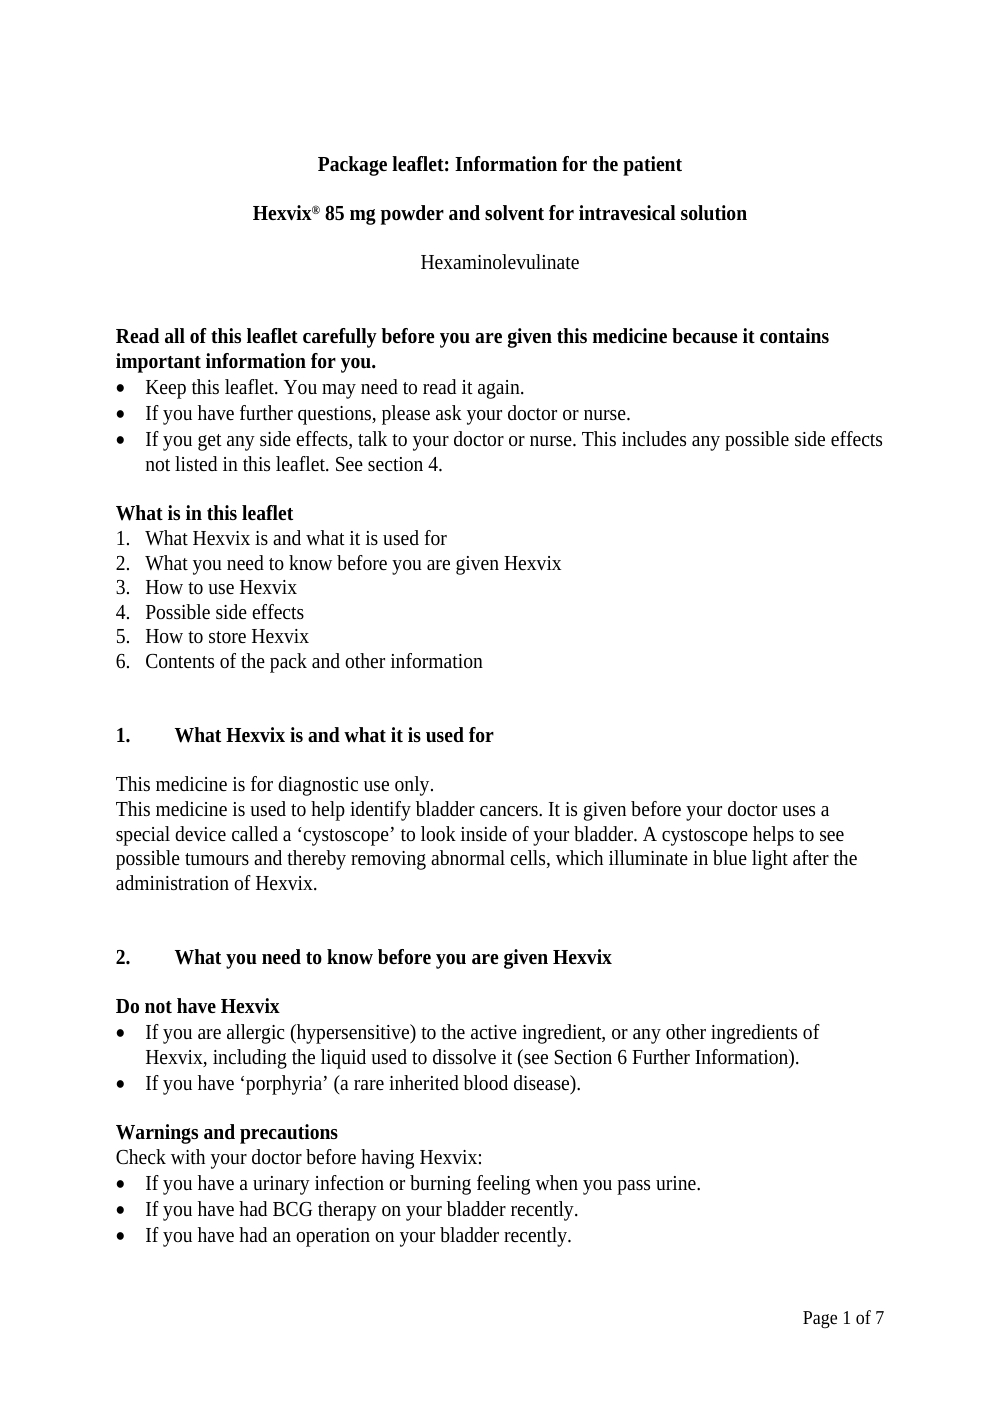 Package leaflet: Information for the patient
Hexvix® 85 mg powder and solvent for intravesical solution
Hexaminolevulinate
Read all of this leaflet carefully before you are given this medicine because it contains
important information for you.
• Keep this leaflet. You may need to read it again.
• If you have further questions, please ask your doctor or nurse.
• If you get any side effects, talk to your doctor or nurse. This includes any possible side effects
not listed in this leaflet. See section 4.
What is in this leaflet
1. What Hexvix is and what it is used for
2. What you need to know before you are given Hexvix
3. How to use Hexvix
4. Possible side effects
5. How to store Hexvix
6. Contents of the pack and other information
1. What Hexvix is and what it is used for
This medicine is for diagnostic use only.
This medicine is used to help identify bladder cancers. It is given before your doctor uses a
special device called a ‘cystoscope’ to look inside of your bladder. A cystoscope helps to see
possible tumours and thereby removing abnormal cells, which illuminate in blue light after the
administration of Hexvix.
2. What you need to know before you are given Hexvix
Do not have Hexvix
• If you are allergic (hypersensitive) to the active ingredient, or any other ingredients of
Hexvix, including the liquid used to dissolve it (see Section 6 Further Information).
• If you have ‘porphyria’ (a rare inherited blood disease).
Warnings and precautions
Check with your doctor before having Hexvix:
• If you have a urinary infection or burning feeling when you pass urine.
• If you have had BCG therapy on your bladder recently.
• If you have had an operation on your bladder recently.
Page 1 of 7